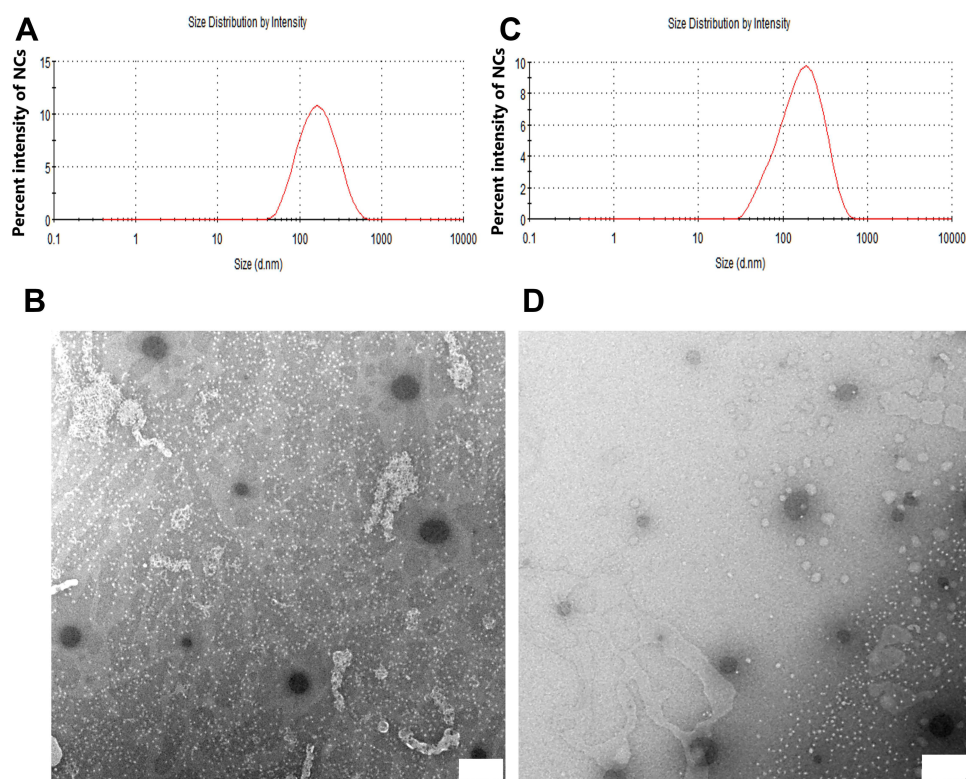 A
Size Distribution by Intensity
Percent intensity of NCs
15
10
5
0
0.1 1 10 100 1000 10000
Size (d.nm)
C
Size Distribution by Intensity
Percent intensity of NCs
10
8
6
4
2
0
0.1 1 10 100 1000 10000
Size (d.nm)
B
D